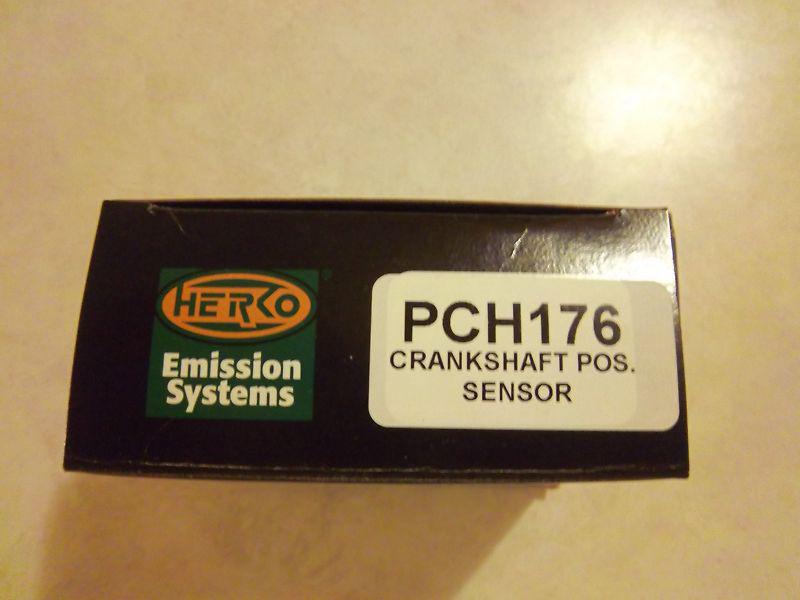 HERKO
Emission
Systems
PCH176
CRANKSHAFT POS.
SENSOR